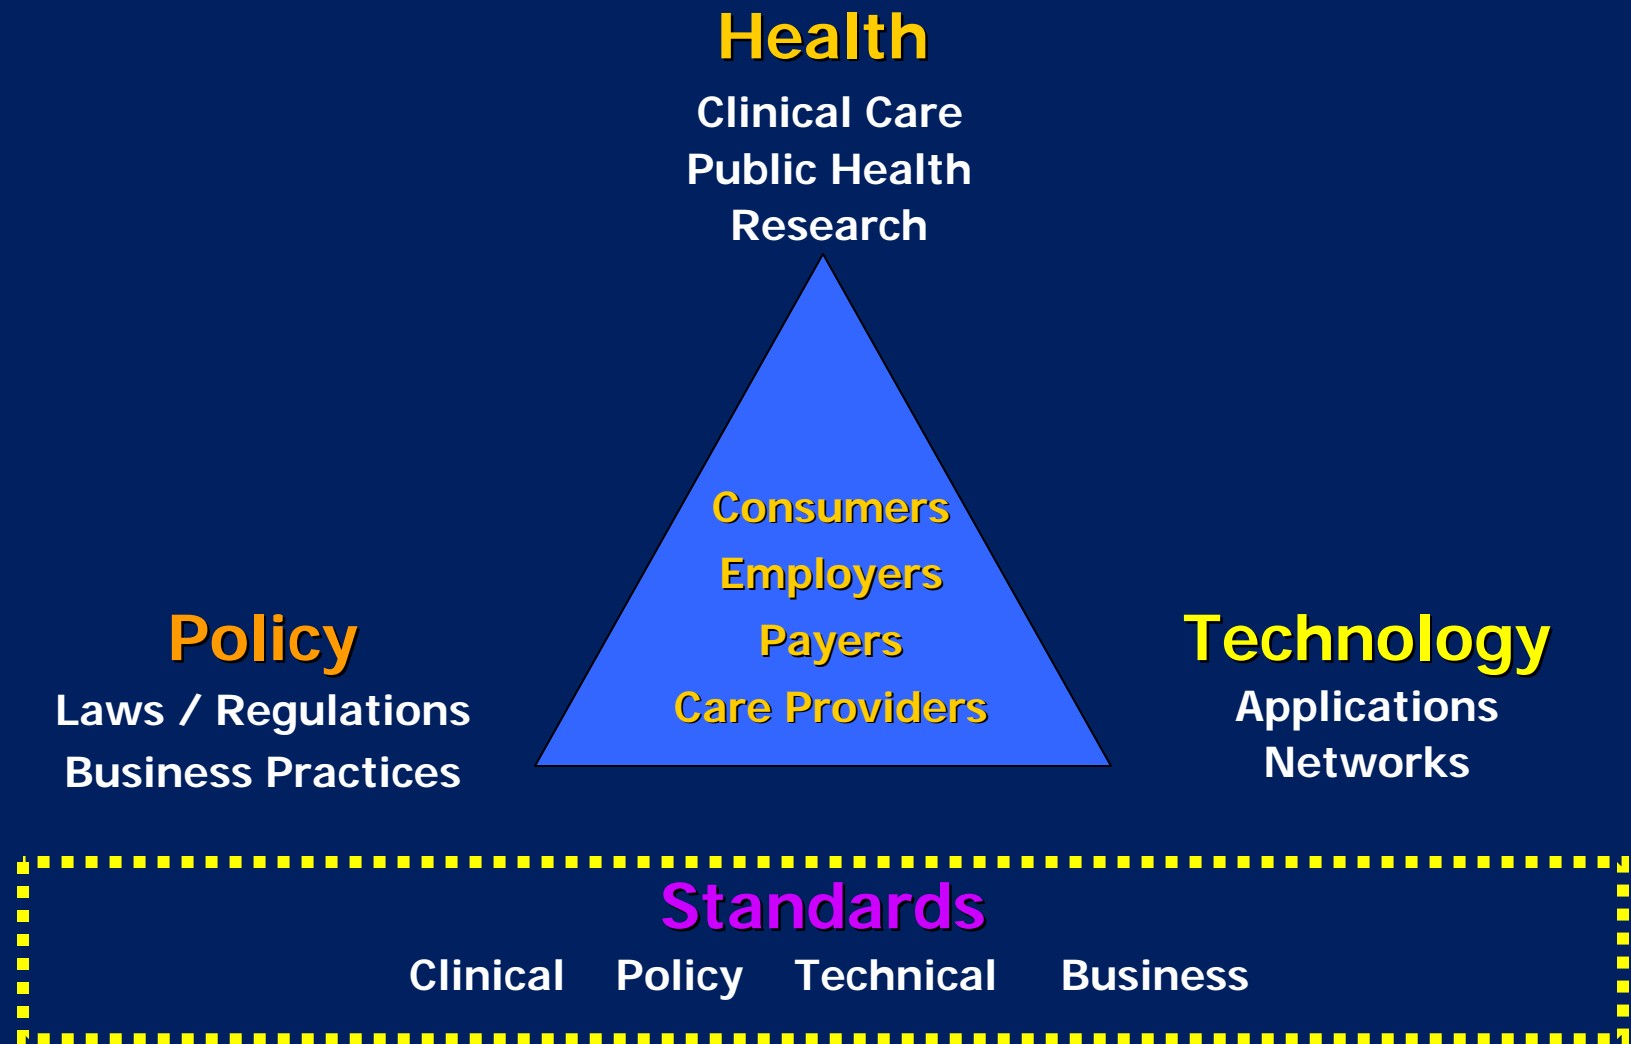 Health
Clinical Care
Public Health
Research
Consumers
Employers
Payers
Care Providers
Policy
Laws / Regulations
Business Practices
Technology
Applications
Networks
Standards
Clinical Policy Technical Business